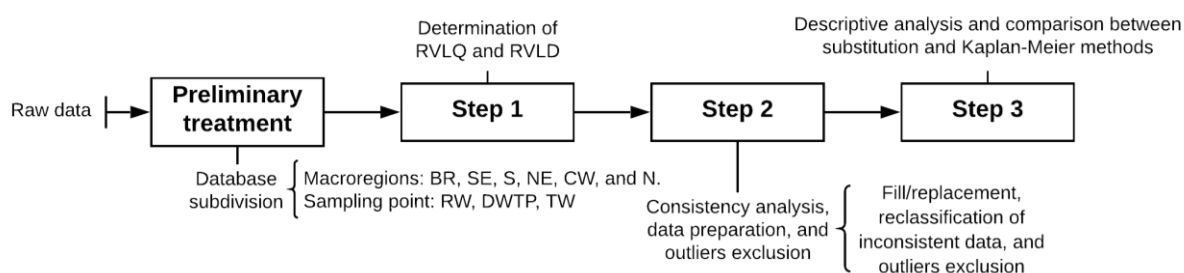 Raw data
Preliminary
treatment
Database
subdivision
Macroregions: BR, SE, S, NE, CW, and N.
Sampling point: RW, DWTP, TW
Determination of
RVLQ and RVLD
Step 1
Step 2
Consistency analysis,
data preparation, and
outliers exclusion
Fill/replacement,
reclassification of
inconsistent data, and
outliers exclusion
Descriptive analysis and comparison between
substitution and Kaplan-Meier methods
Step 3